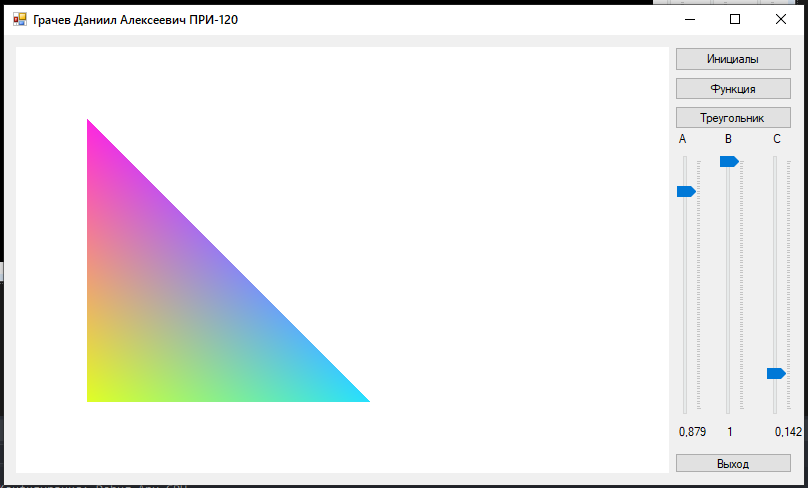 Грачев Даниил Алексеевич ПРИ-120
Инициалы
Функция
Треугольник
A B C
0,879 1 0,142
Выход